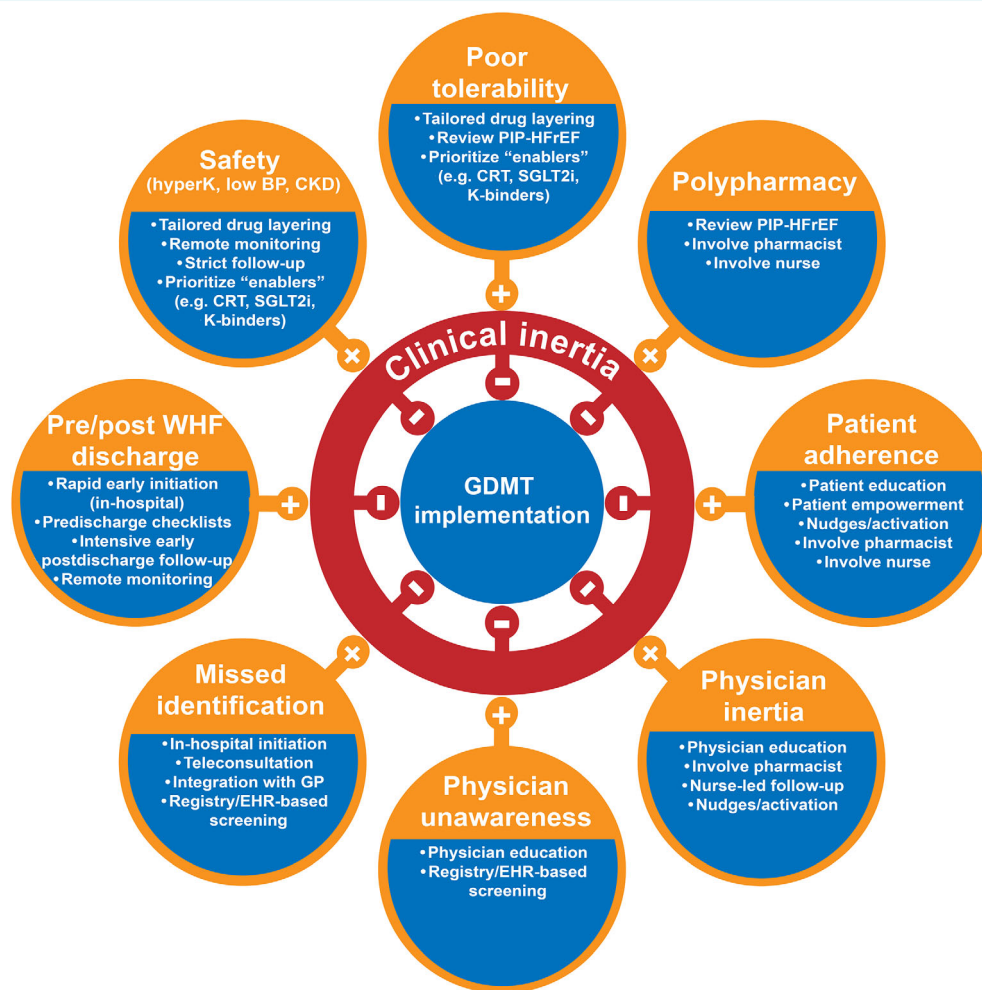 Poor
tolerability
•Tailored drug layering
•Review PIP-HFrEF
•Prioritize “enablers”
(e.g. CRT, SGLT2i,
K-binders)
Safety
(hyperK, low BP, CKD)
•Tailored drug layering
•Remote monitoring
•Strict follow-up
•Prioritize “enablers”
(e.g. CRT, SGLT2i,
K-binders)
Polypharmacy
•Review PIP-HFrEF
•Involve pharmacist
•Involve nurse
Clinical inertia
GDMT
implementation
Pre/post WHF
discharge
•Rapid early initiation
(in-hospital)
•Predischarge checklists
•Intensive early
postdischarge follow-up
•Remote monitoring
Patient
adherence
•Patient education
•Patient empowerment
•Nudges/activation
•Involve pharmacist
•Involve nurse
Missed
identification
•In-hospital initiation
•Teleconsultation
•Integration with GP
•Registry/EHR-based
screening
Physician
inertia
•Physician education
•Involve pharmacist
•Nurse-led follow-up
•Nudges/activation
Physician
unawareness
•Physician education
•Registry/EHR-based
screening